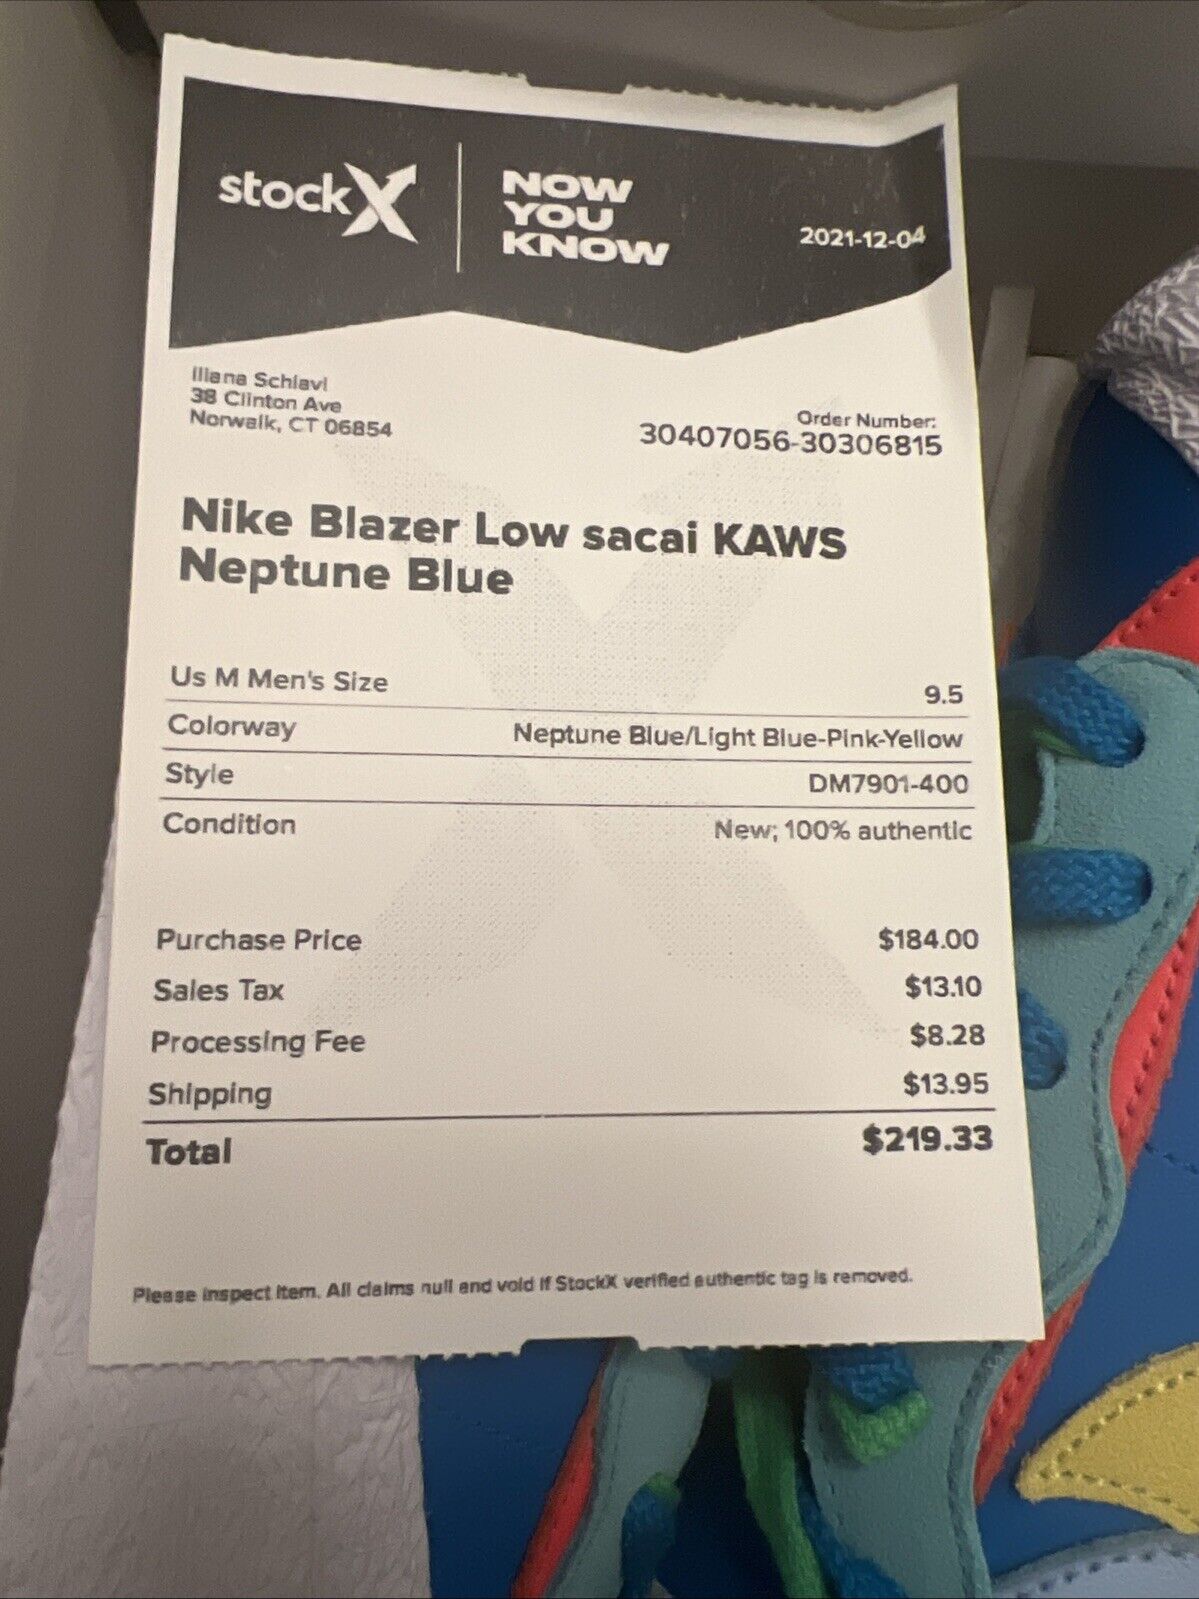 stockX
NOW
YOU
KNOW
2021-12-04
Iliana Schiavi
38 Clinton Ave
Norwalk, CT 06854
Order Number:
30407056-30306815
Nike Blazer Low sacai KAWS
Neptune Blue
Us M Men's Size 9.5
Colorway Neptune Blue/Light Blue-Pink-Yellow
Style DM7901-400
Condition New; 100% authentic
Purchase Price $184.00
Sales Tax $13.10
Processing Fee $8.28
Shipping $13.95
Total $219.33
Please inspect item. All claims null and void if StockX verified authentic tag is removed.